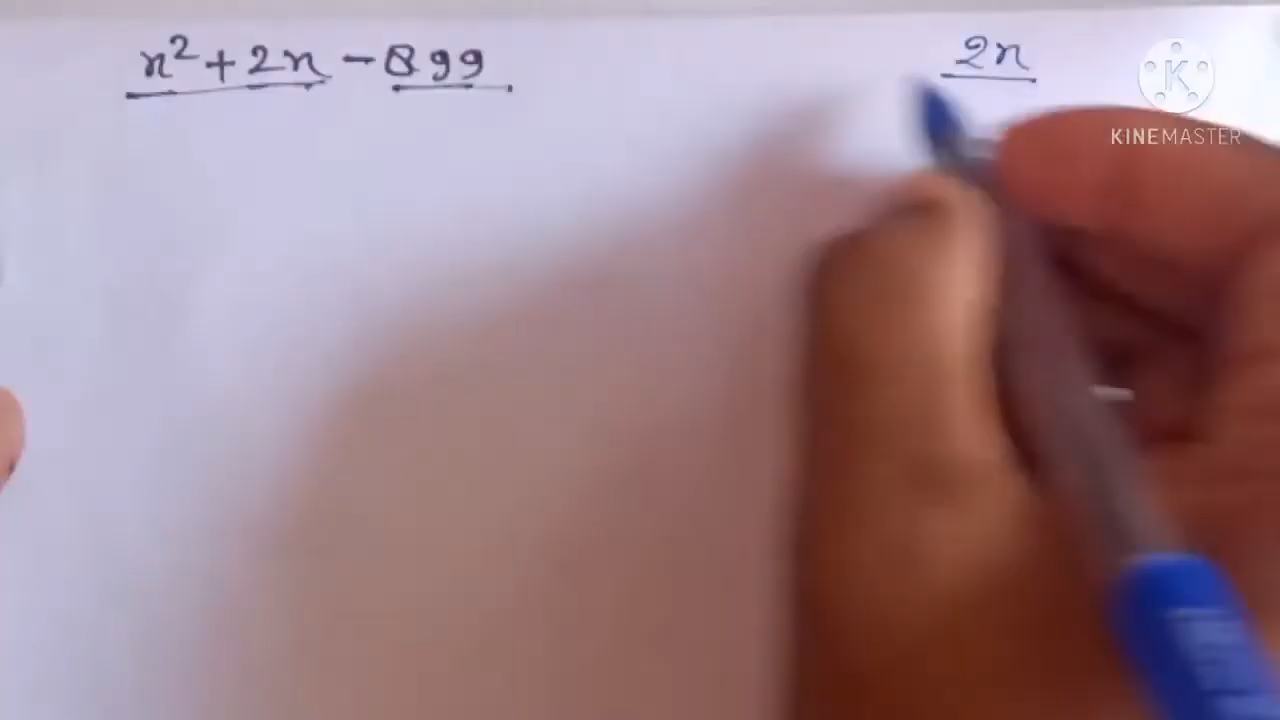 x² + 2x - 899
2x
K
KINEMASTER